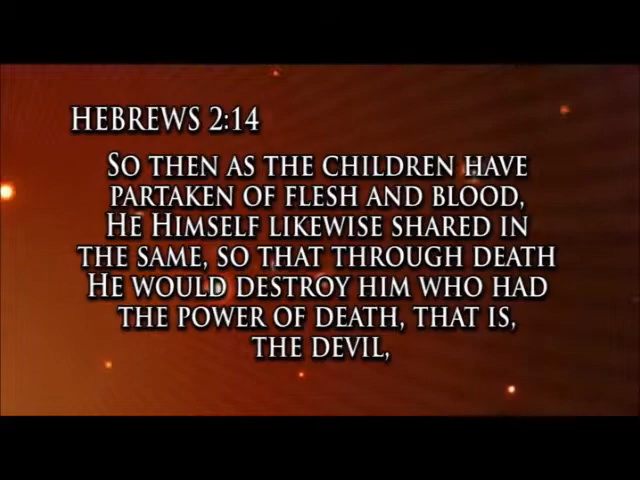 HEBREWS 2:14
SO THEN AS THE CHILDREN HAVE
PARTAKEN OF FLESH AND BLOOD,
HE HIMSELF LIKEWISE SHARED IN
THE SAME, SO THAT THROUGH DEATH
HE WOULD DESTROY HIM WHO HAD
THE POWER OF DEATH, THAT IS,
THE DEVIL,